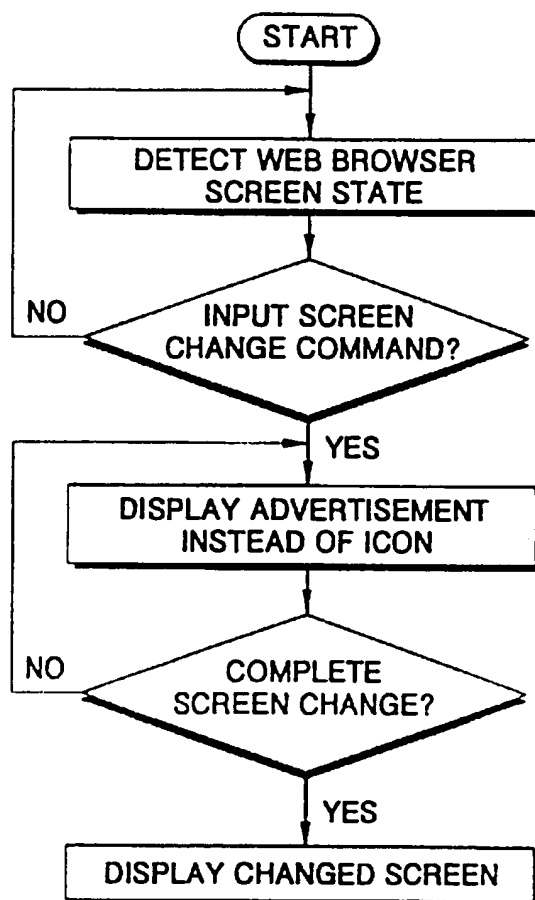 START
DETECT WEB BROWSER
SCREEN STATE
INPUT SCREEN
CHANGE COMMAND?
NO
YES
DISPLAY ADVERTISEMENT
INSTEAD OF ICON
COMPLETE
SCREEN CHANGE?
NO
YES
DISPLAY CHANGED SCREEN